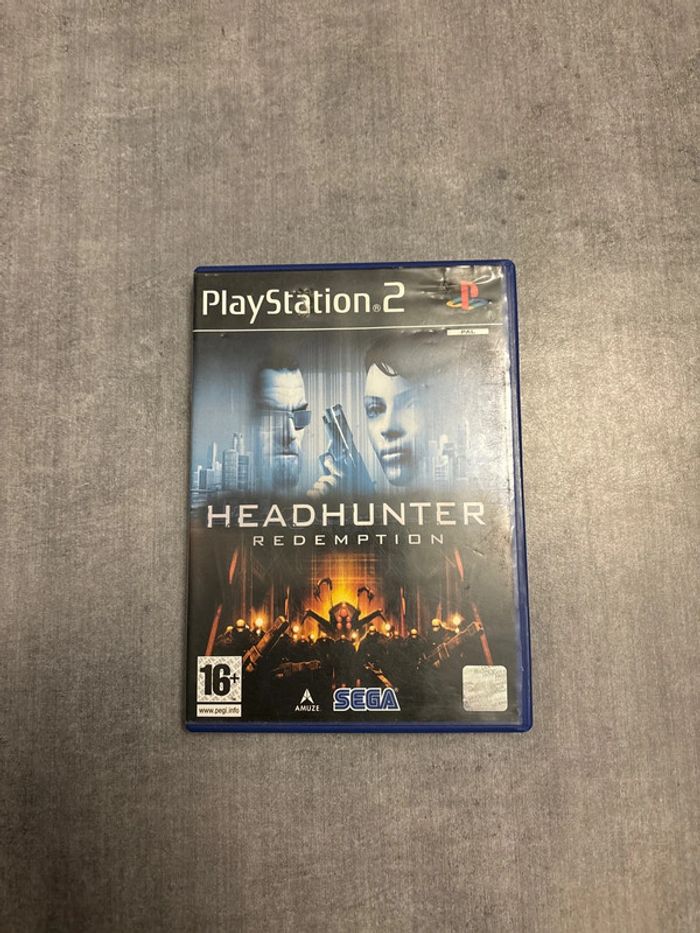 PlayStation®2
PAL
HEADHUNTER
REDEMPTION
16+
www.pegi.info
AMUZE
SEGA